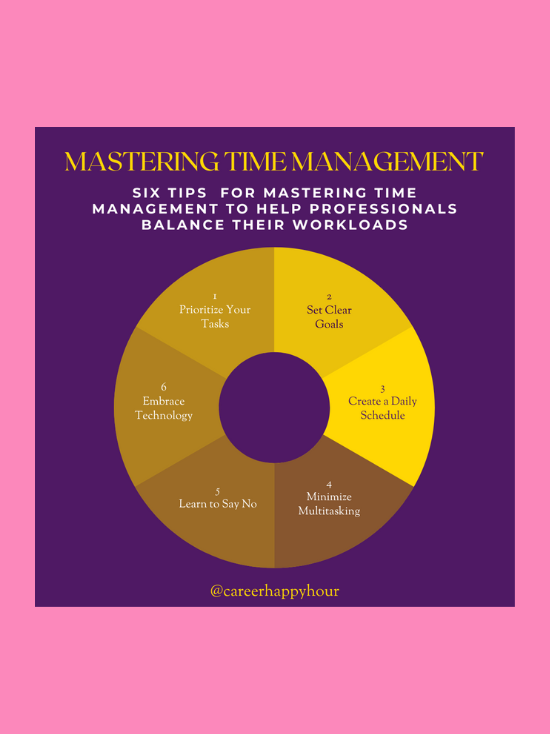 MASTERING TIME MANAGEMENT
SIX TIPS FOR MASTERING TIME
MANAGEMENT TO HELP PROFESSIONALS
BALANCE THEIR WORKLOADS
1
Prioritize Your
Tasks
2
Set Clear
Goals
3
Create a Daily
Schedule
4
Minimize
Multitasking
5
Learn to Say No
6
Embrace
Technology
@careerhappyhour